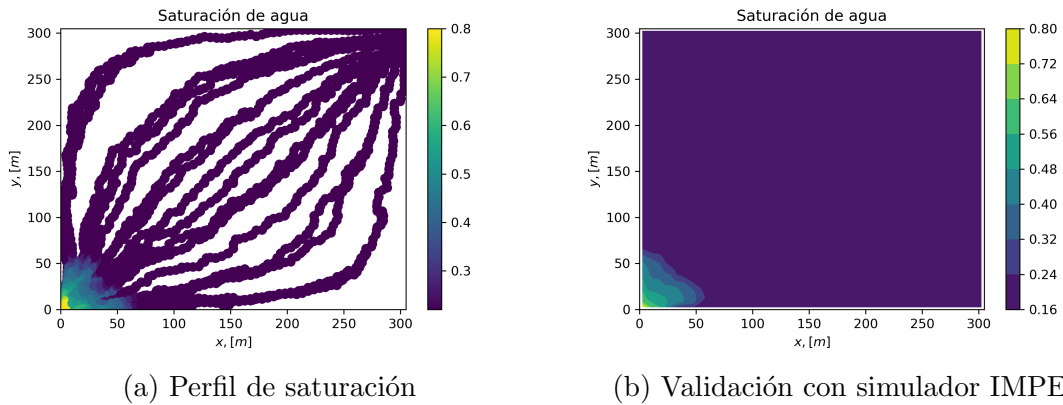 Saturación de agua
300
250
200
150
100
50
0
y, [m]
0 50 100 150 200 250 300
x, [m]
0.8
0.7
0.6
0.5
0.4
0.3
(a) Perfil de saturación
Saturación de agua
300
250
200
150
100
50
0
y, [m]
0 50 100 150 200 250 300
x, [m]
0.80
0.72
0.64
0.56
0.48
0.40
0.32
0.24
0.16
(b) Validación con simulador IMPE